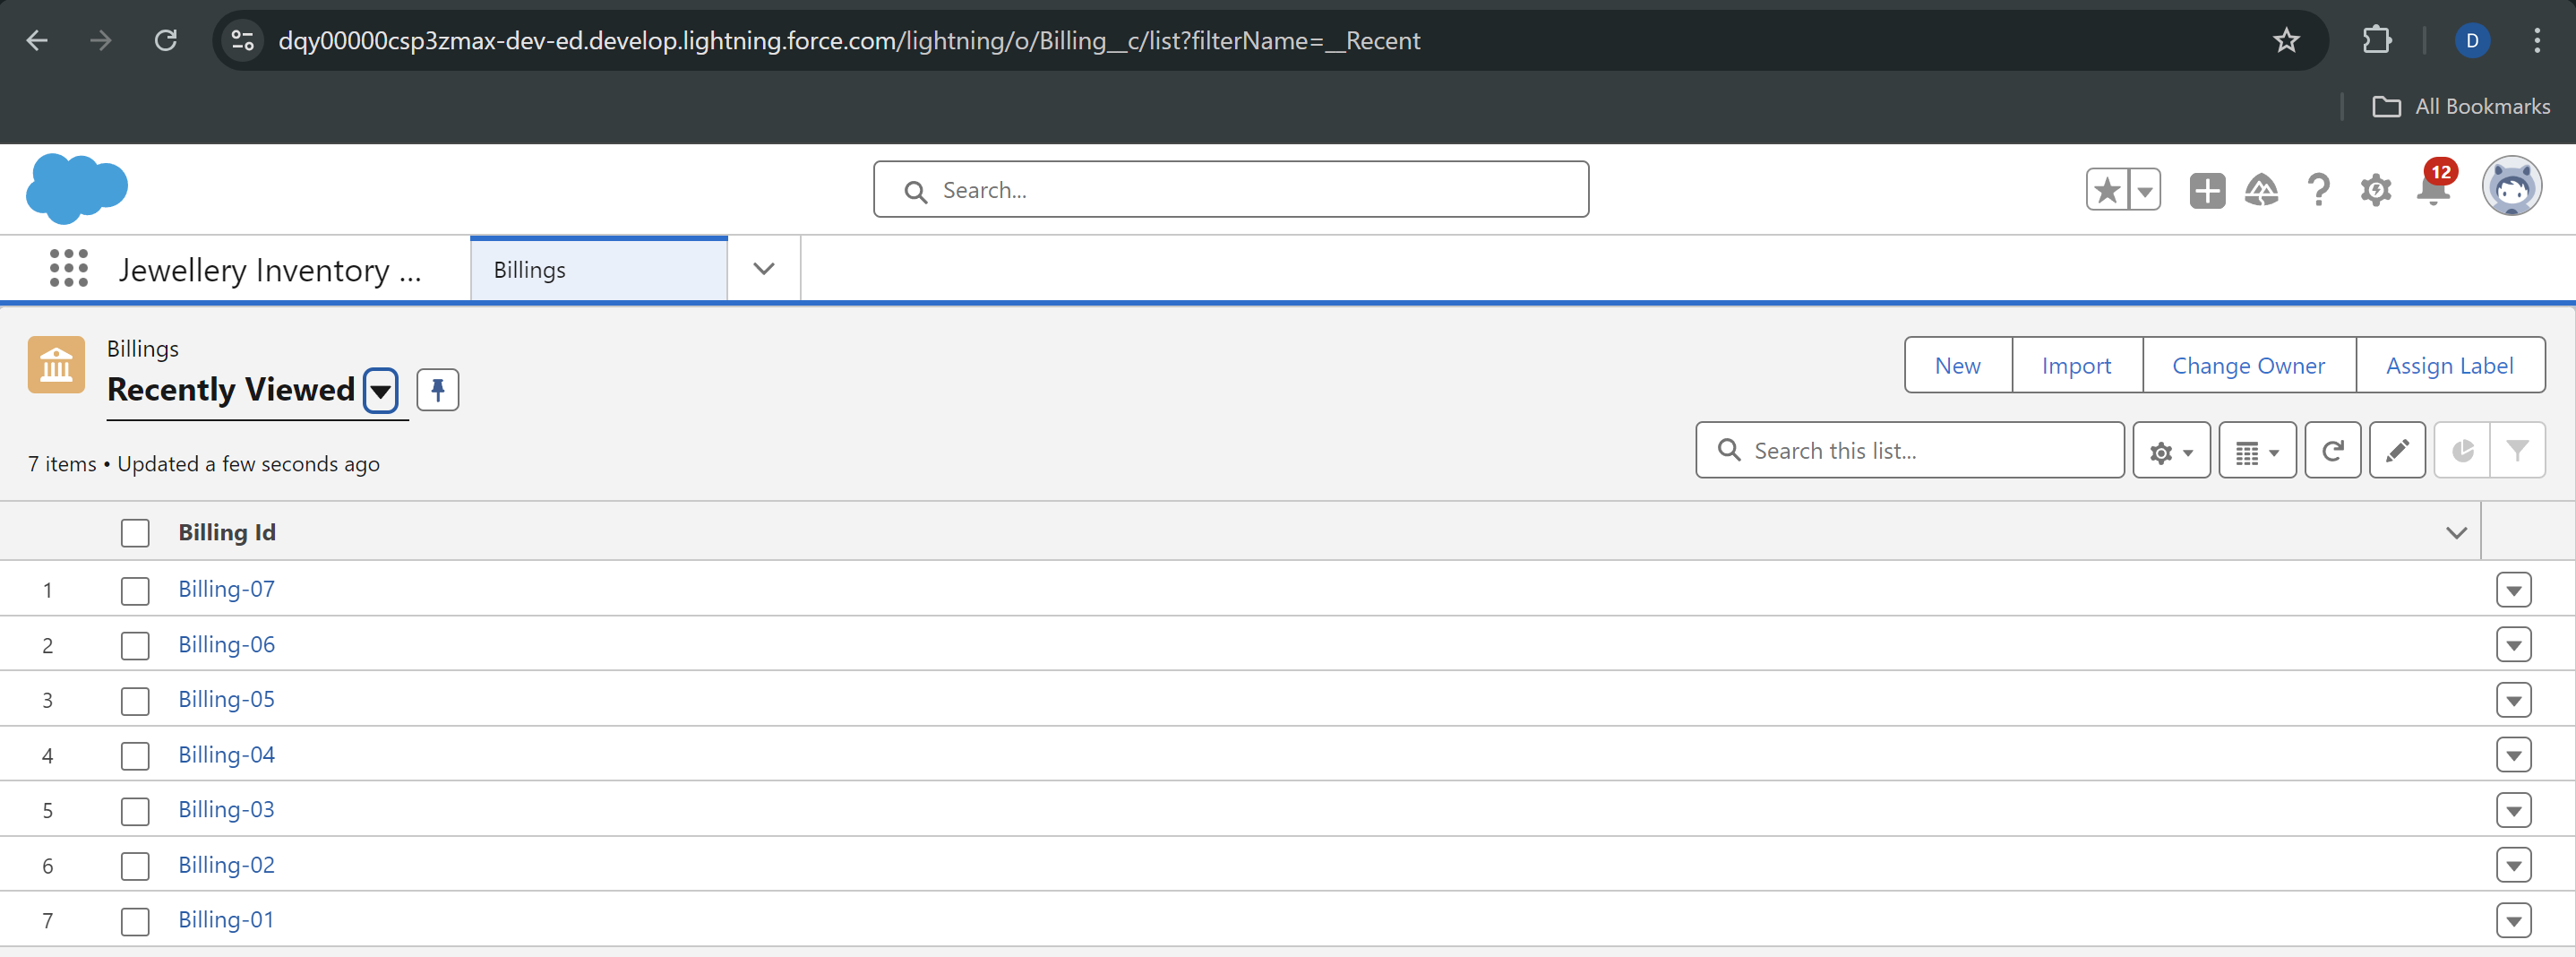 dqy00000csp3zmax-dev-ed.develop.lightning.force.com/lightning/o/Billing__c/list?filterName=__Recent
D
All Bookmarks
Search...
12
Jewellery Inventory ...
Billings
Billings
Recently Viewed
New
Import
Change Owner
Assign Label
7 items • Updated a few seconds ago
Search this list...
Billing Id
1 Billing-07
2 Billing-06
3 Billing-05
4 Billing-04
5 Billing-03
6 Billing-02
7 Billing-01